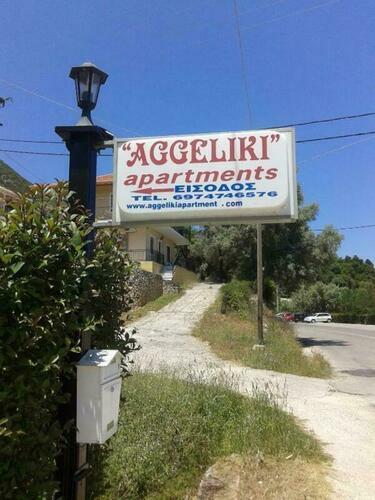 "AGGELIKI"
apartments
ΕΙΣΟΔΟΣ
TEL. 6974746576
www.aggelikiapartment.com